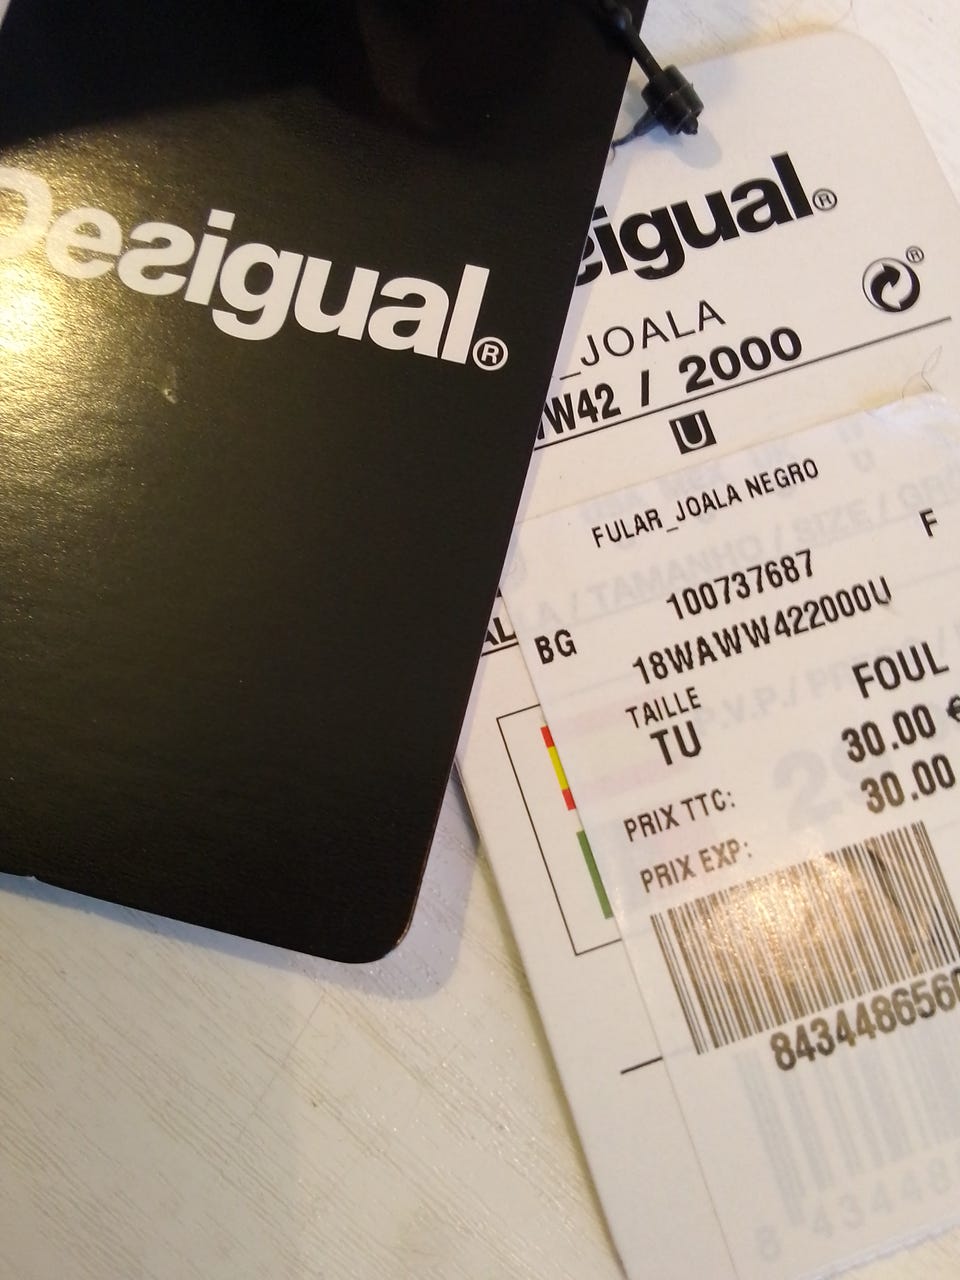 Desigual®
igual.®
_JOALA
W42 / 2000
U
FULAR_JOALA NEGRO
F
100737687
BG
18WAWW422000U
TAILLE
FOUL
TU
30.00 €
PRIX TTC:
30.00
PRIX EXP:
843448656